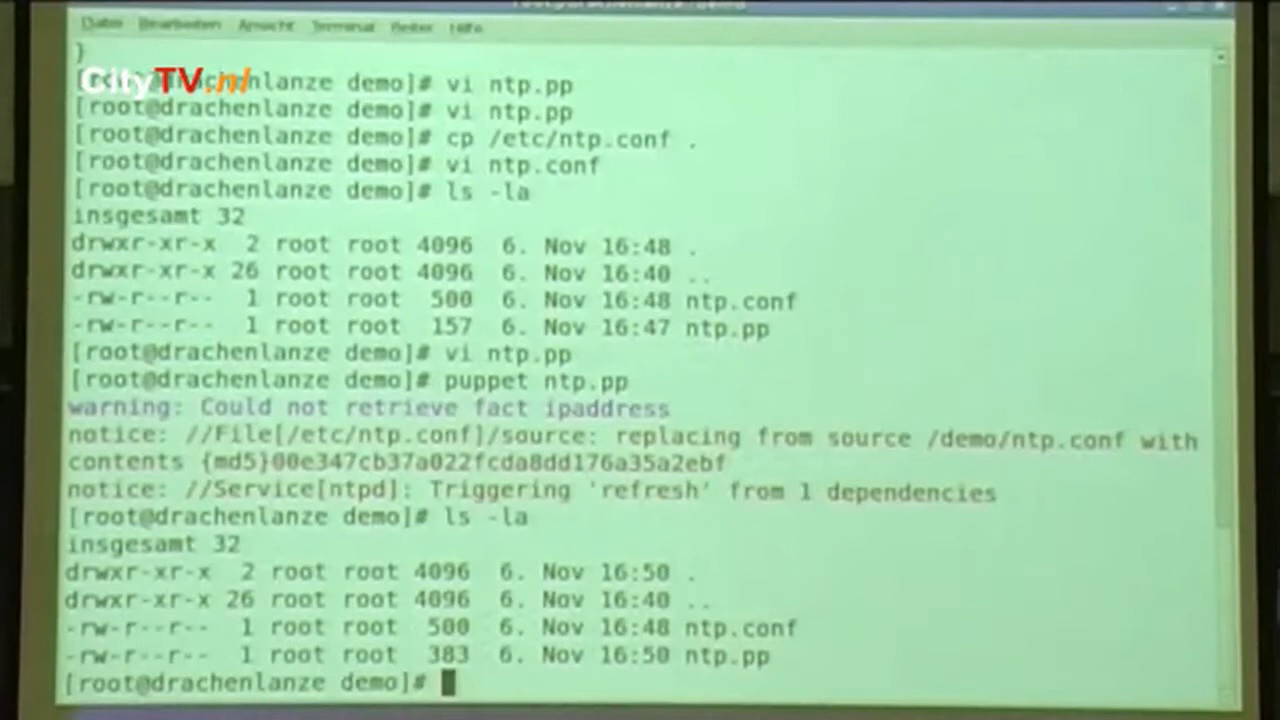 Datei Bearbeiten Ansicht Terminal Reiter Hilfe
}
CityTV.nl
[root@drachenlanze demo]# vi ntp.pp
[root@drachenlanze demo]# vi ntp.pp
[root@drachenlanze demo]# cp /etc/ntp.conf .
[root@drachenlanze demo]# vi ntp.conf
[root@drachenlanze demo]# ls -la
insgesamt 32
drwxr-xr-x 2 root root 4096 6. Nov 16:48 .
drwxr-xr-x 26 root root 4096 6. Nov 16:40 ..
-rw-r--r-- 1 root root 500 6. Nov 16:48 ntp.conf
-rw-r--r-- 1 root root 157 6. Nov 16:47 ntp.pp
[root@drachenlanze demo]# vi ntp.pp
[root@drachenlanze demo]# puppet ntp.pp
warning: Could not retrieve fact ipaddress
notice: //File[/etc/ntp.conf]/source: replacing from source /demo/ntp.conf with
contents {md5}00e347cb37a022fcda8dd176a35a2ebf
notice: //Service[ntpd]: Triggering 'refresh' from 1 dependencies
[root@drachenlanze demo]# ls -la
insgesamt 32
drwxr-xr-x 2 root root 4096 6. Nov 16:50 .
drwxr-xr-x 26 root root 4096 6. Nov 16:40 ..
-rw-r--r-- 1 root root 500 6. Nov 16:48 ntp.conf
-rw-r--r-- 1 root root 383 6. Nov 16:50 ntp.pp
[root@drachenlanze demo]#